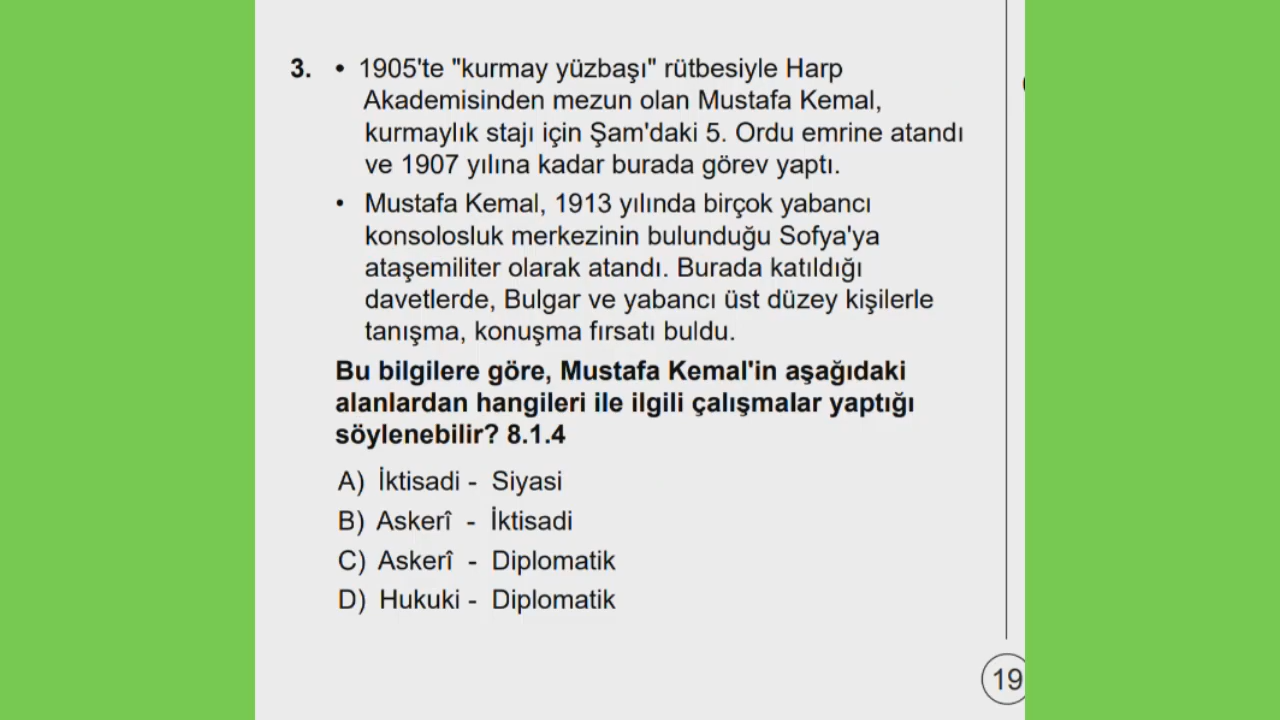 3. • 1905'te "kurmay yüzbaşı" rütbesiyle Harp
Akademisinden mezun olan Mustafa Kemal,
kurmaylık stajı için Şam'daki 5. Ordu emrine atandı
ve 1907 yılına kadar burada görev yaptı.
• Mustafa Kemal, 1913 yılında birçok yabancı
konsolosluk merkezinin bulunduğu Sofya'ya
ataşemiliter olarak atandı. Burada katıldığı
davetlerde, Bulgar ve yabancı üst düzey kişilerle
tanışma, konuşma fırsatı buldu.
Bu bilgilere göre, Mustafa Kemal'in aşağıdaki
alanlardan hangileri ile ilgili çalışmalar yaptığı
söylenebilir? 8.1.4
A) İktisadi - Siyasi
B) Askerî - İktisadi
C) Askerî - Diplomatik
D) Hukuki - Diplomatik
19